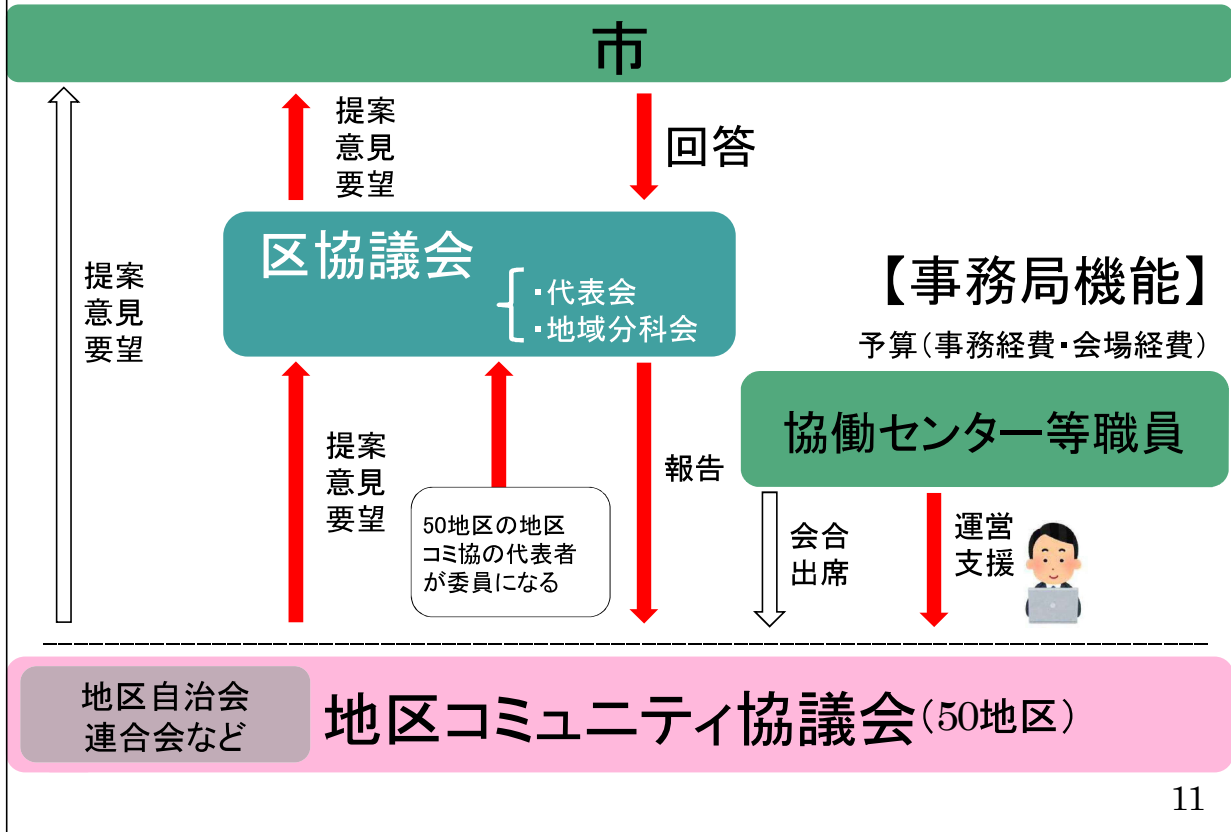 市
提案
意見
要望
回答
提案
意見
要望
区協議会
・代表会
・地域分科会
【事務局機能】
予算（事務経費・会場経費）
協働センター等職員
提案
意見
要望
50地区の地区
コミ協の代表者
が委員になる
報告
会合
出席
運営
支援
地区自治会
連合会など
地区コミュニティ協議会（50地区）
11